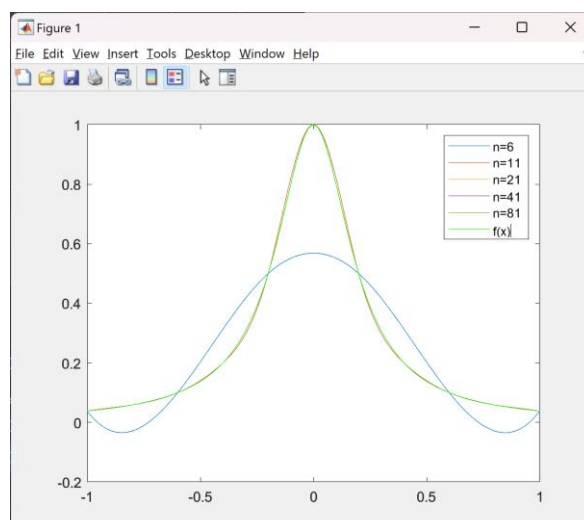 Figure 1
File Edit View Insert Tools Desktop Window Help
1
0.8
0.6
0.4
0.2
0
-0.2
-1 -0.5 0 0.5 1
n=6
n=11
n=21
n=41
n=81
f(x)